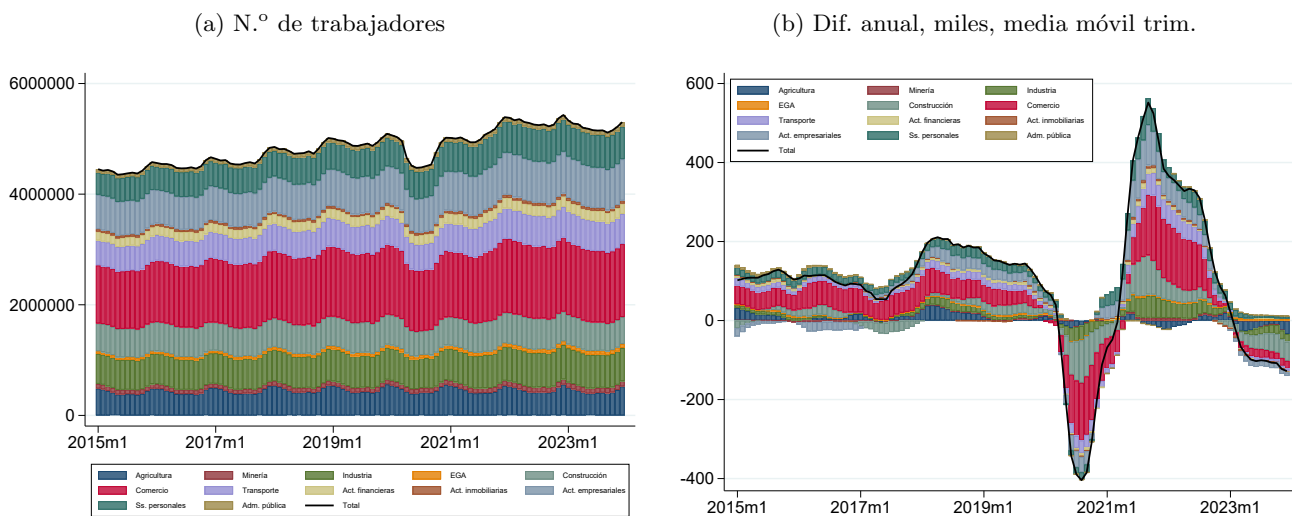 (a) N.º de trabajadores
6000000
4000000
2000000
0
2015m1 2017m1 2019m1 2021m1 2023m1
Agricultura Minería Industria EGA Construcción
Comercio Transporte Act. financieras Act. inmobiliarias Act. empresariales
Ss. personales Adm. pública Total
(b) Dif. anual, miles, media móvil trim.
600
400
200
0
-200
-400
Agricultura Minería Industria
EGA Construcción Comercio
Transporte Act. financieras Act. inmobiliarias
Act. empresariales Ss. personales Adm. pública
Total
2015m1 2017m1 2019m1 2021m1 2023m1